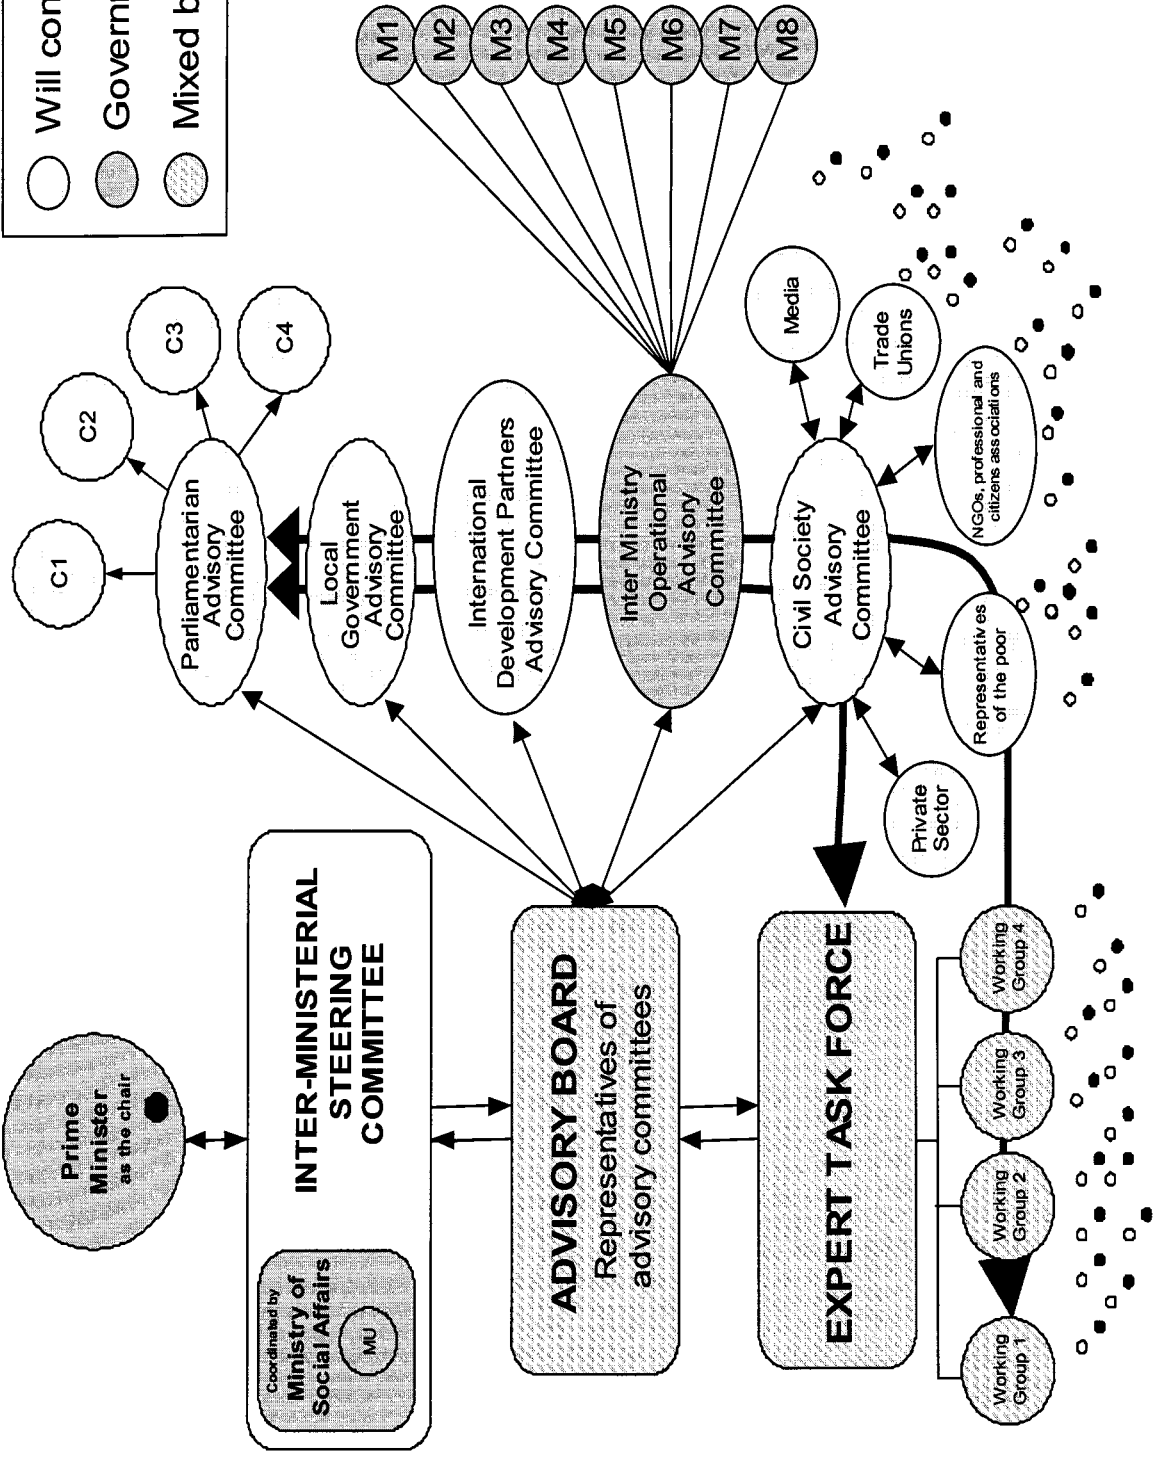 Prime
Minister
as the chair
C1
C2
C3
C4
Will con
Governm
Mixed b
Coordinated by
Ministry of
Social Affairs
MU
INTER-MINISTERIAL
STEERING
COMMITTEE
Parliamentarian
Advisory
Committee
Local
Government
Advisory
Committee
International
Development Partners
Advisory Committee
Inter Ministry
Operational
Advisory
Committee
M1
M2
M3
M4
M5
M6
M7
M8
ADVISORY BOARD
Representatives of
advisory committees
EXPERT TASK FORCE
Civil Society
Advisory
Committee
Media
Trade
Unions
Private
Sector
Representatives
of the poor
NGOs, professional and
citizens associations
Working
Group 1
Working
Group 2
Working
Group 3
Working
Group 4